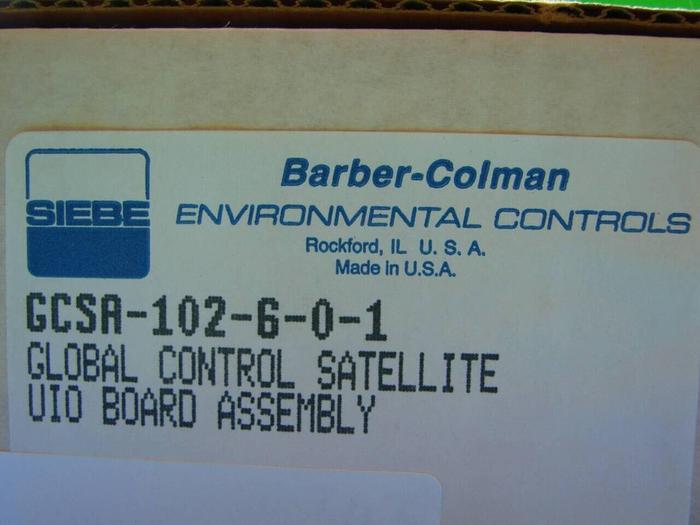 SIEBE
Barber-Colman
ENVIRONMENTAL CONTROLS
Rockford, IL U. S. A.
Made in U.S.A.
GCSA-102-6-0-1
GLOBAL CONTROL SATELLITE
UIO BOARD ASSEMBLY